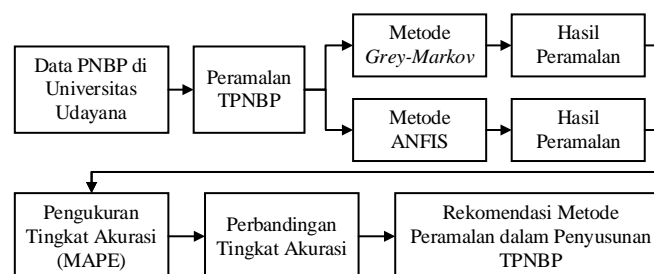 Data PNBP di
Universitas
Udayana
Peramalan
TPNBP
Metode
Grey-Markov
Hasil
Peramalan
Metode
ANFIS
Hasil
Peramalan
Pengukuran
Tingkat Akurasi
(MAPE)
Perbandingan
Tingkat Akurasi
Rekomendasi Metode
Peramalan dalam Penyusunan
TPNBP